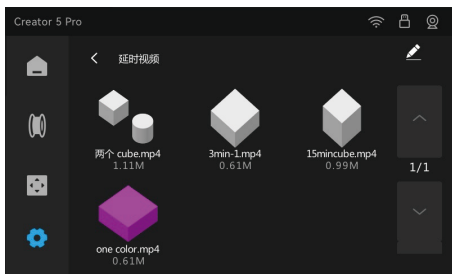 Creator 5 Pro
延时视频
两个 cube.mp4
1.11M
3min-1.mp4
0.61M
15mincube.mp4
0.99M
1/1
one color.mp4
0.61M